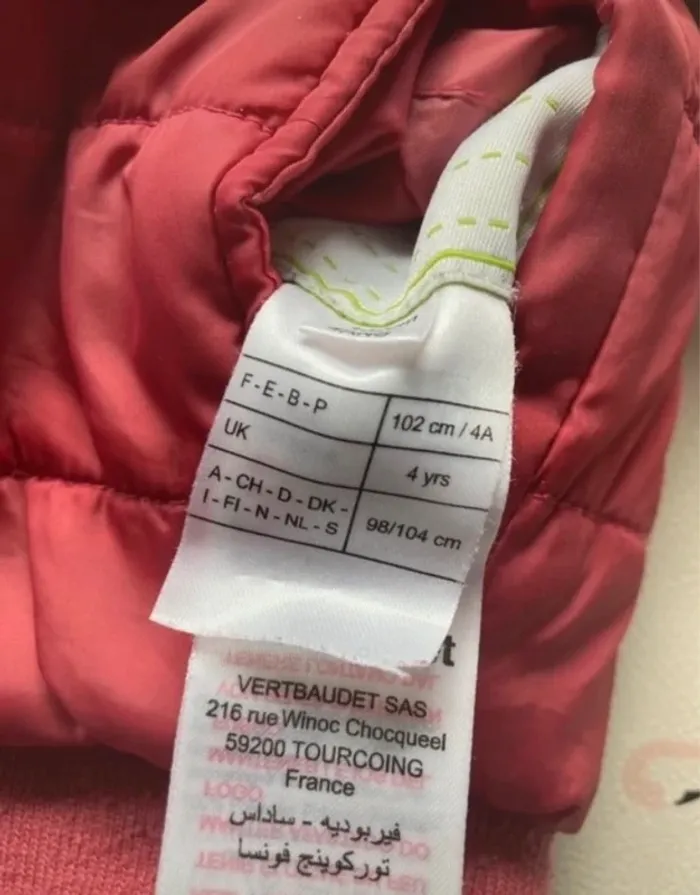 F-E-B-P 102 cm / 4A
UK 4 yrs
A-CH-D-DK-
I-FI-N-NL-S 98/104 cm
VERTBAUDET SAS
216 rue Winoc Chocqueel
59200 TOURCOING
France
فيربوديه - ساداس
توركوينج فونسا